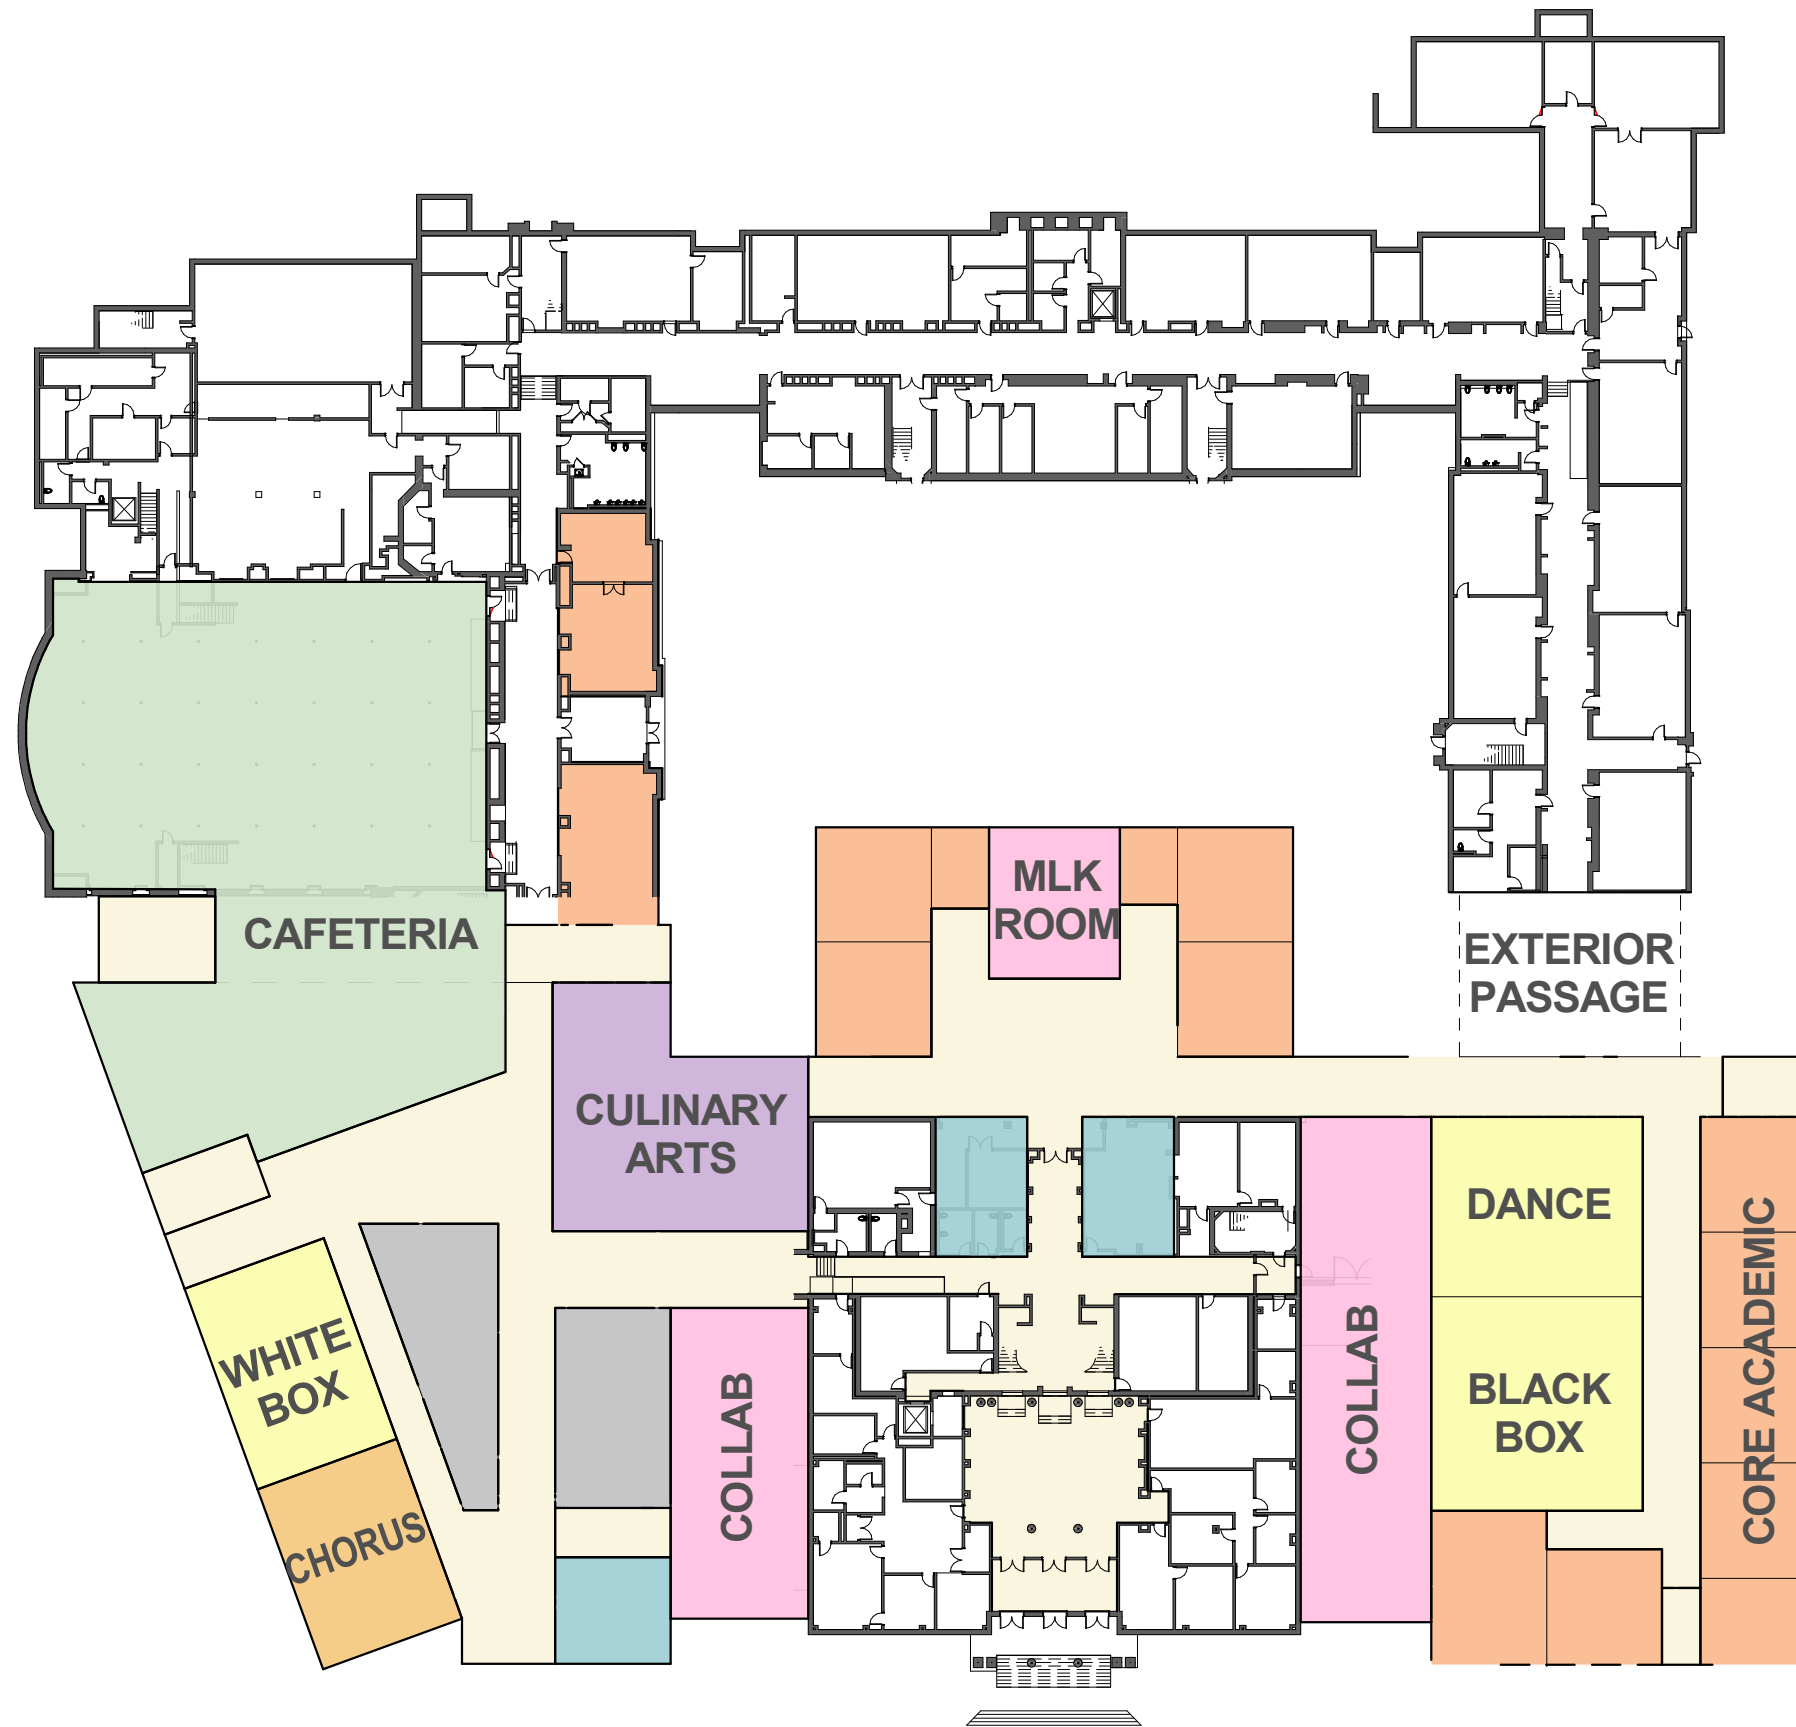 MLK
ROOM
CAFETERIA
EXTERIOR
PASSAGE
CULINARY
ARTS
DANCE
WHITE
BOX
COLLAB
COLLAB
BLACK
BOX
CORE ACADEMIC
CHORUS